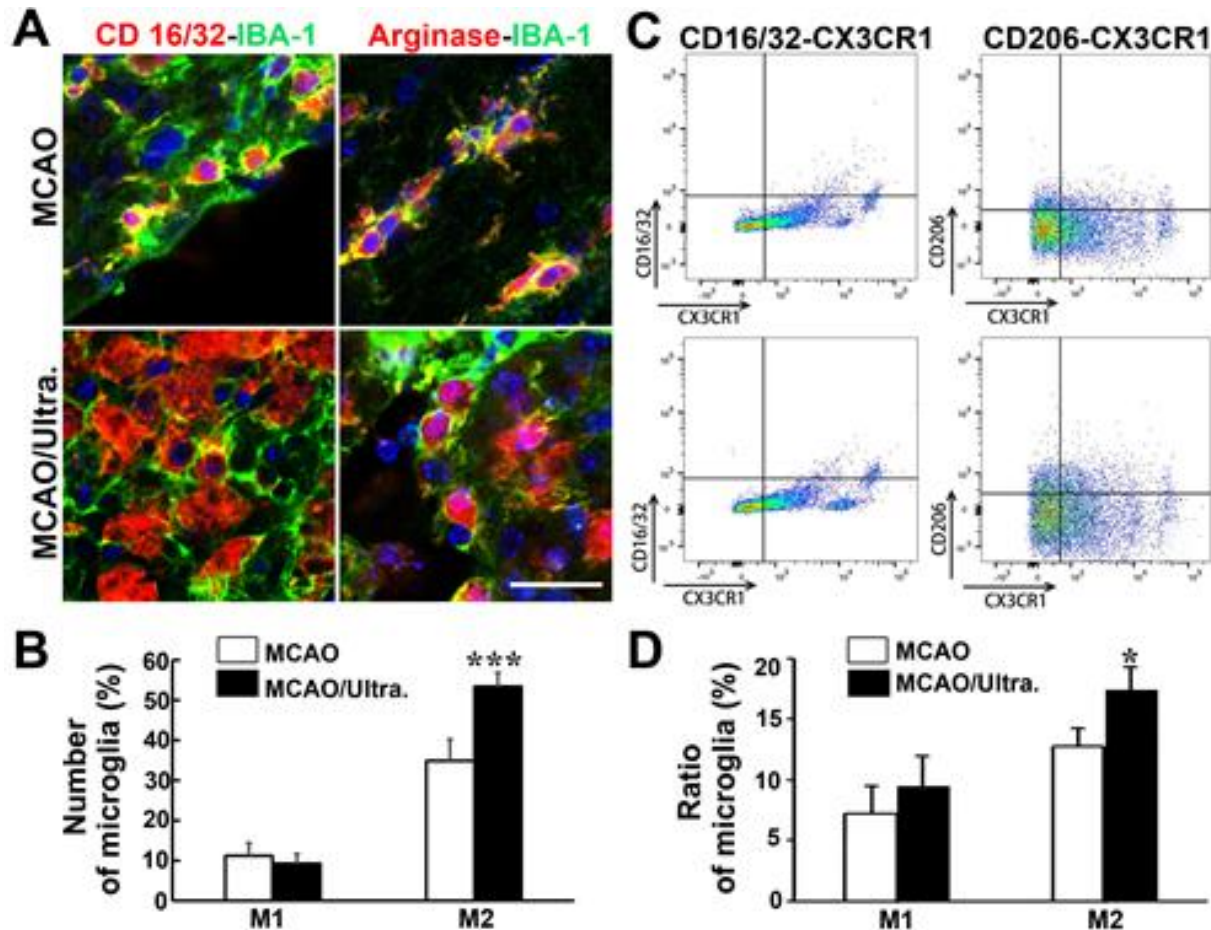 A
CD 16/32-IBA-1
Arginase-IBA-1
MCAO
MCAO/Ultra.
C
CD16/32-CX3CR1
CD206-CX3CR1
CD16/32
CX3CR1
CD206
CX3CR1
CD16/32
CX3CR1
CD206
CX3CR1
B
Number
of microglia (%)
60
50
40
30
20
10
0
MCAO
MCAO/Ultra.
***
M1
M2
D
Ratio
of microglia (%)
20
15
10
5
0
MCAO
MCAO/Ultra.
*
M1
M2